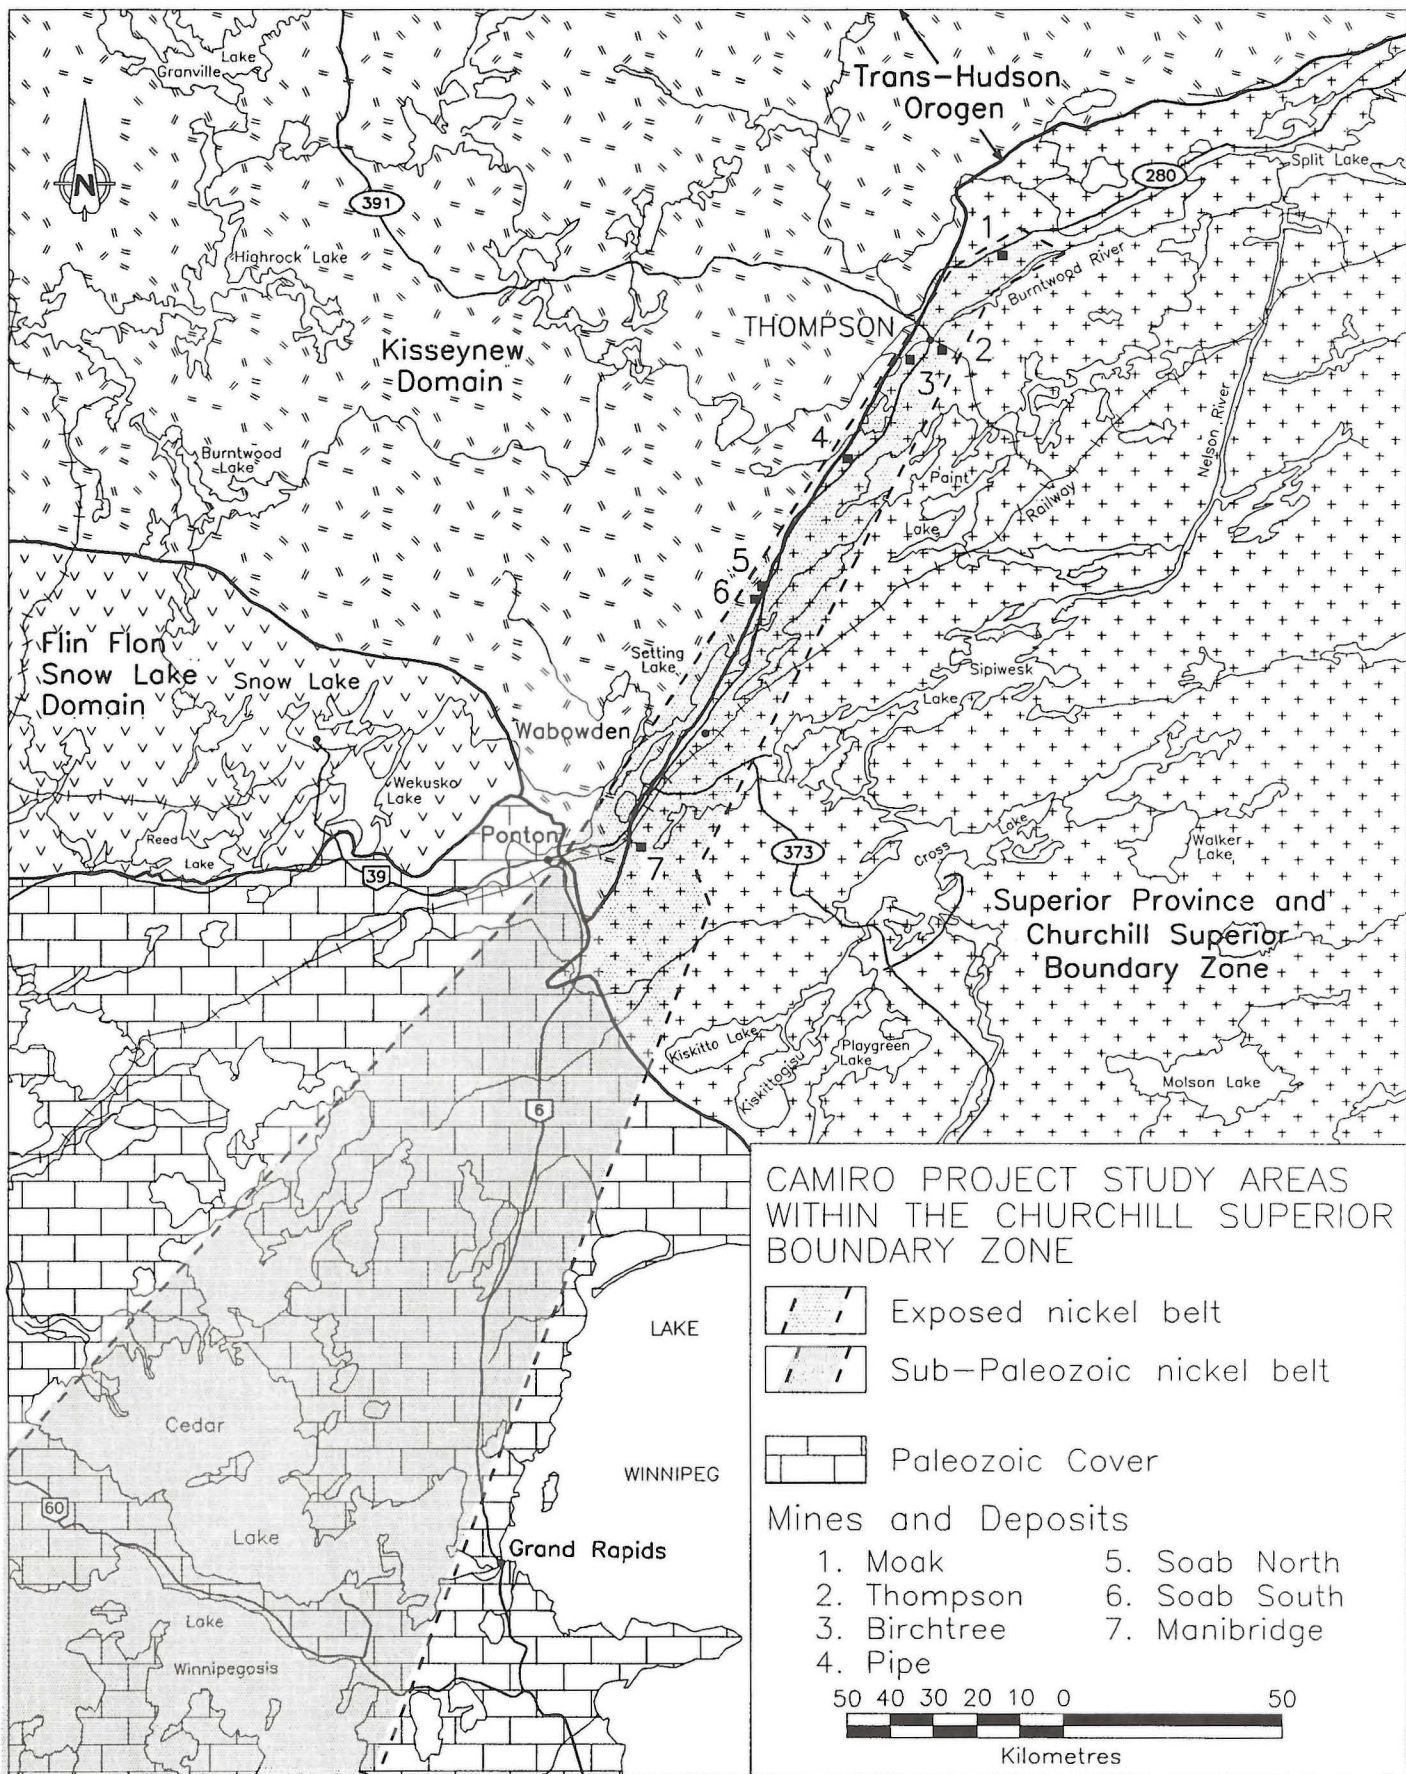 Lake
Granville
Trans-Hudson
Orogen
N
391
280
Split Lake
1
Highrock Lake
Burntwood River
THOMPSON
2
3
Kisseynew
Domain
Nelson River
4
Burntwood
Lake
Paint
Lake
Railway
5
6
Flin Flon
Snow Lake
Domain
Snow Lake
Setting
Lake
Sipiwesk
Lake
Wabowden
Wekusko
Lake
Ponton
Reed
Lake
39
7
373
Cross
Lake
Walker
Lake
Superior Province and
Churchill Superior
Boundary Zone
Kiskitto Lake
Kiskittogisu L
Playgreen
Lake
Molson Lake
6
CAMIRO PROJECT STUDY AREAS
WITHIN THE CHURCHILL SUPERIOR
BOUNDARY ZONE
Exposed nickel belt
Sub-Paleozoic nickel belt
Paleozoic Cover
LAKE
WINNIPEG
Cedar
Lake
60
Grand Rapids
Lake
Winnipegosis
Mines and Deposits
1. Moak
2. Thompson
3. Birchtree
4. Pipe
5. Soab North
6. Soab South
7. Manibridge
50 40 30 20 10 0 50
Kilometres